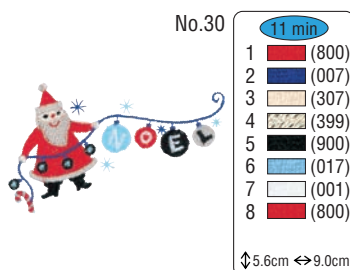 No.30
11 min
1 (800)
2 (007)
3 (307)
4 (399)
5 (900)
6 (017)
7 (001)
8 (800)
NOEL
↕5.6cm ↔9.0cm